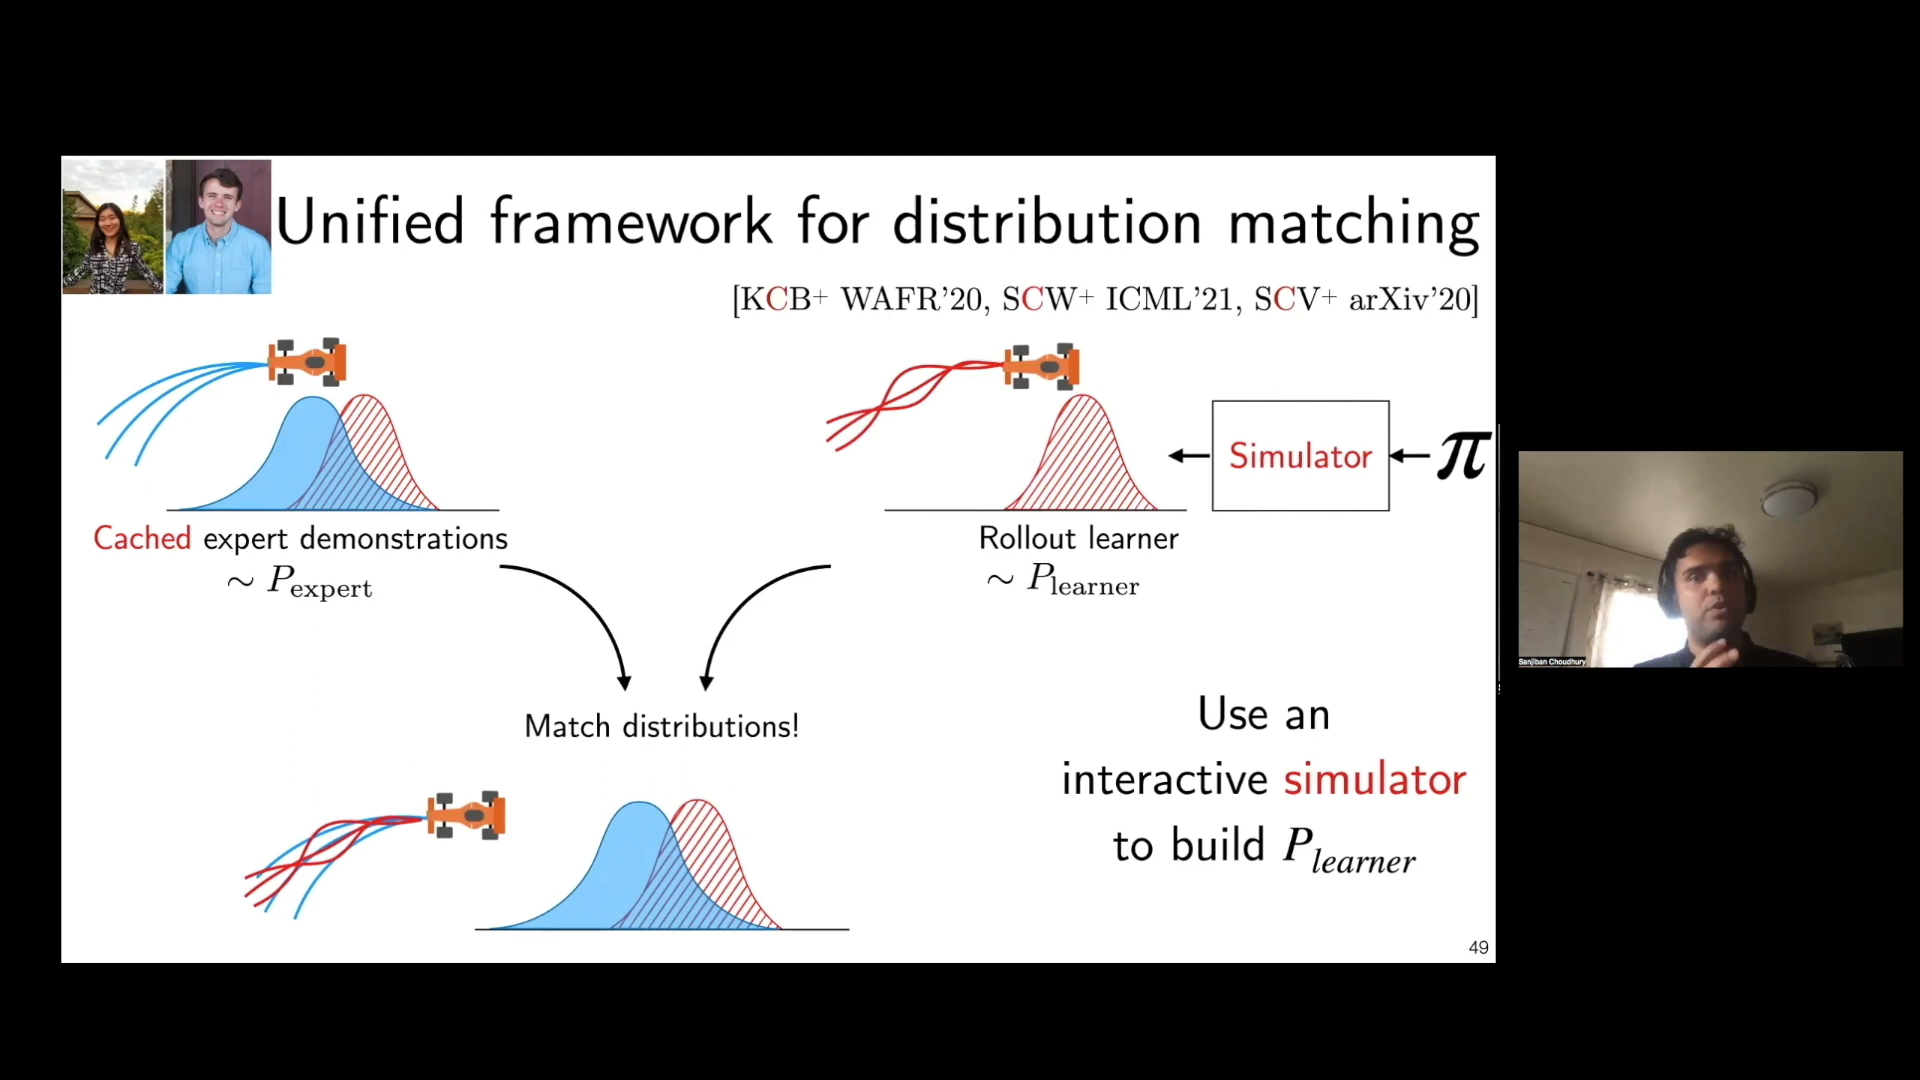 Unified framework for distribution matching
[KCB+ WAFR'20, SCW+ ICML'21, SCV+ arXiv'20]
Simulator
π
Cached expert demonstrations
∼ P_expert
Rollout learner
∼ P_learner
Match distributions!
Use an
interactive simulator
to build P_learner
49
Sanjiban Choudhury